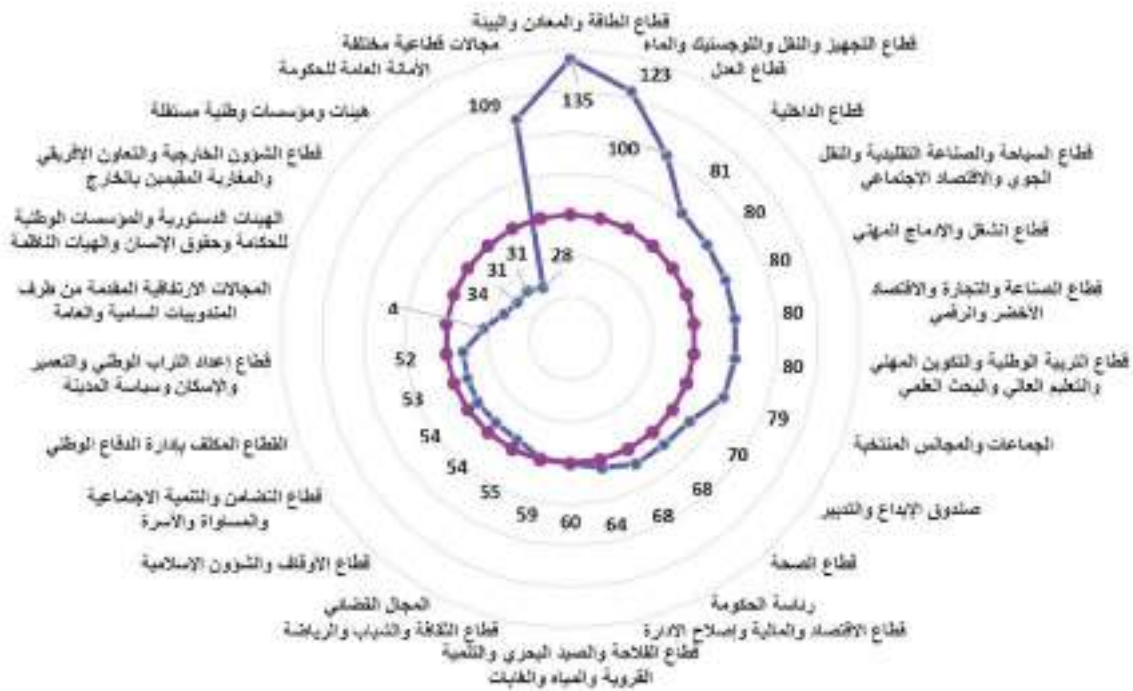 قطاع الطاقة والمعادن والبيئة
قطاع التجهيز والنقل واللوجستيك والماء
قطاع العدل
قطاع الداخلية
قطاع السياحة والصناعة التقليدية والنقل
الجوي والاقتصاد الاجتماعي
قطاع الشغل والادماج المهني
قطاع الصناعة والتجارة والاقتصاد
الأخضر والرقمي
قطاع التربية الوطنية والتكوين المهني
والتعليم العالي والبحث العلمي
الجماعات والمجالس المنتخبة
صندوق الإيداع والتدبير
قطاع الصحة
رئاسة الحكومة
قطاع الاقتصاد والمالية وإصلاح الادارة
قطاع الفلاحة والصيد البحري والتنمية
القروية والمياه والغابات
قطاع الثقافة والشباب والرياضة
المجال القضائي
قطاع الأوقاف والشؤون الإسلامية
قطاع التضامن والتنمية الاجتماعية
والمساواة والأسرة
القطاع المكلف بإدارة الدفاع الوطني
قطاع إعداد التراب الوطني والتعمير
والإسكان وسياسة المدينة
المجالات الارتفاقية المقدمة من طرف
المندوبيات السامية والعامة
الهيئات الدستورية والمؤسسات الوطنية
للحكامة وحقوق الإنسان والهيات الناظمة
قطاع الشؤون الخارجية والتعاون الإفريقي
والمغاربة المقيمين بالخارج
هيئات ومؤسسات وطنية مستقلة
الأمانة العامة للحكومة
مجالات قطاعية مختلفة
135
123
100
81
80
80
80
80
79
70
68
68
64
60
59
55
54
54
53
52
4
34
31
31
28
109